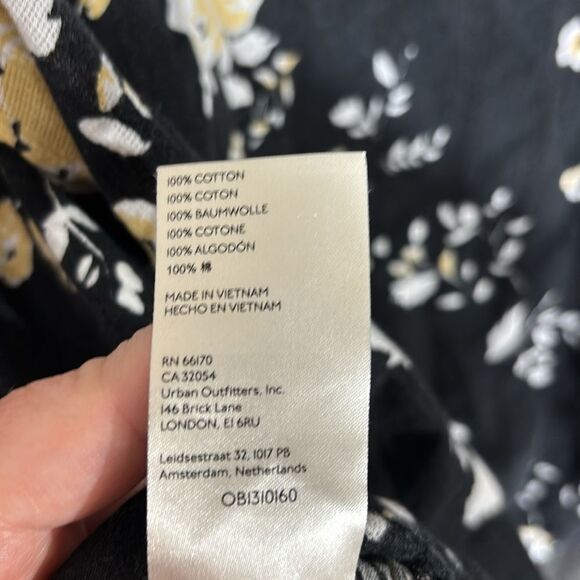 100% COTTON
100% COTON
100% BAUMWOLLE
100% COTONE
100% ALGODÓN
100% 棉
MADE IN VIETNAM
HECHO EN VIETNAM
RN 66170
CA 32054
Urban Outfitters, Inc.
146 Brick Lane
LONDON, E1 6RU
Leidsestraat 32, 1017 PB
Amsterdam, Netherlands
OB1310160